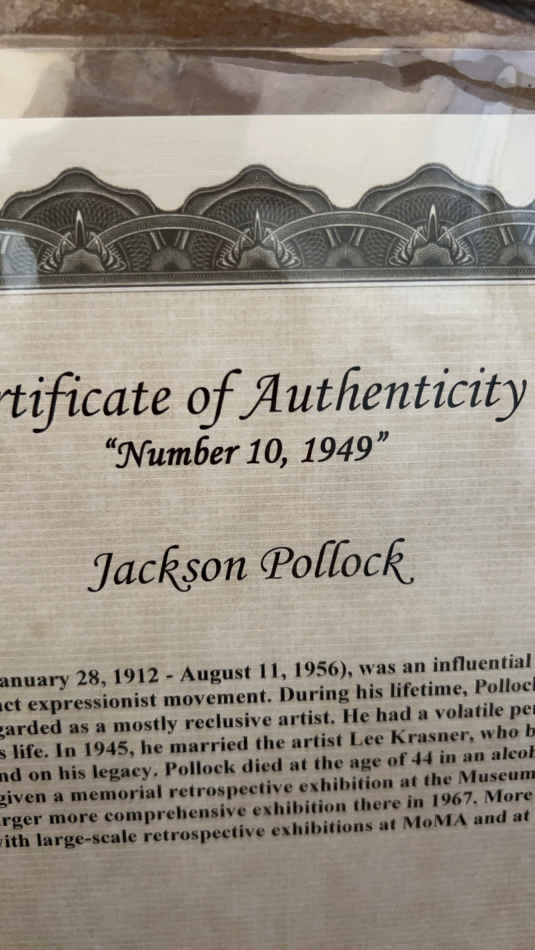 rtificate of Authenticity
“Number 10, 1949”
Jackson Pollock
anuary 28, 1912 - August 11, 1956), was an influential
act expressionist movement. During his lifetime, Polloc
garded as a mostly reclusive artist. He had a volatile pe
s life. In 1945, he married the artist Lee Krasner, who b
nd on his legacy. Pollock died at the age of 44 in an alcoh
given a memorial retrospective exhibition at the Museum
arger more comprehensive exhibition there in 1967. More
with large-scale retrospective exhibitions at MoMA and at